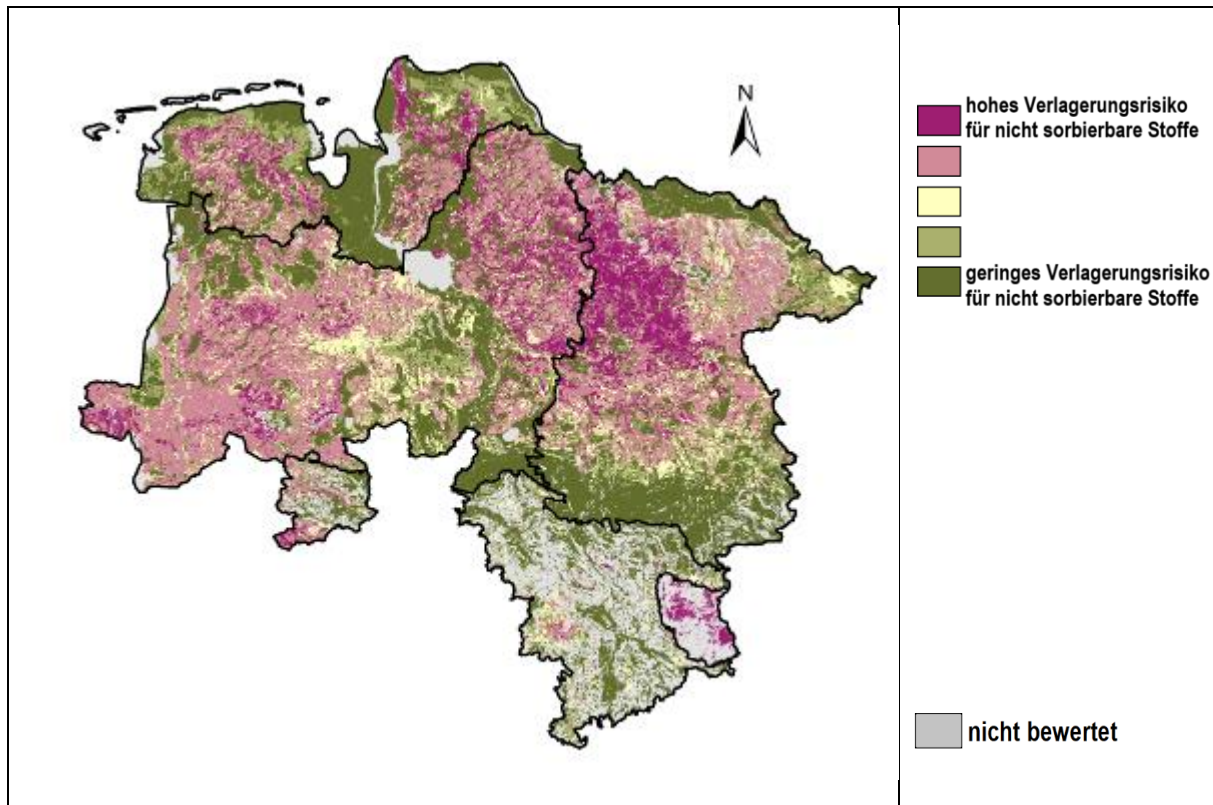 N
hohes Verlagerungsrisiko
für nicht sorbierbare Stoffe
geringes Verlagerungsrisiko
für nicht sorbierbare Stoffe
nicht bewertet